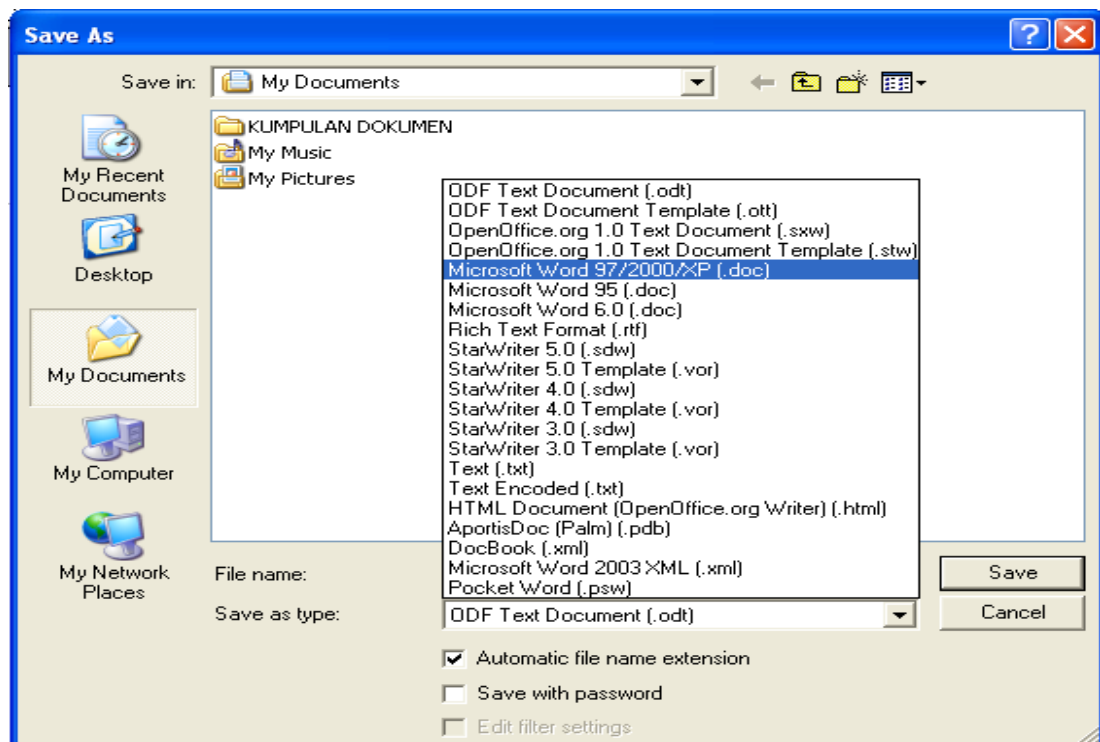 Save As
Save in:
My Documents
My Recent
Documents
Desktop
My Documents
My Computer
My Network
Places
KUMPULAN DOKUMEN
My Music
My Pictures
ODF Text Document (.odt)
ODF Text Document Template (.ott)
OpenOffice.org 1.0 Text Document (.sxw)
OpenOffice.org 1.0 Text Document Template (.stw)
Microsoft Word 97/2000/XP (.doc)
Microsoft Word 95 (.doc)
Microsoft Word 6.0 (.doc)
Rich Text Format (.rtf)
StarWriter 5.0 (.sdw)
StarWriter 5.0 Template (.vor)
StarWriter 4.0 (.sdw)
StarWriter 4.0 Template (.vor)
StarWriter 3.0 (.sdw)
StarWriter 3.0 Template (.vor)
Text (.txt)
Text Encoded (.txt)
HTML Document (OpenOffice.org Writer) (.html)
AportisDoc (Palm) (.pdb)
DocBook (.xml)
Microsoft Word 2003 XML (.xml)
Pocket Word (.psw)
File name:
Save
Save as type:
ODF Text Document (.odt)
Cancel
Automatic file name extension
Save with password
Edit filter settings